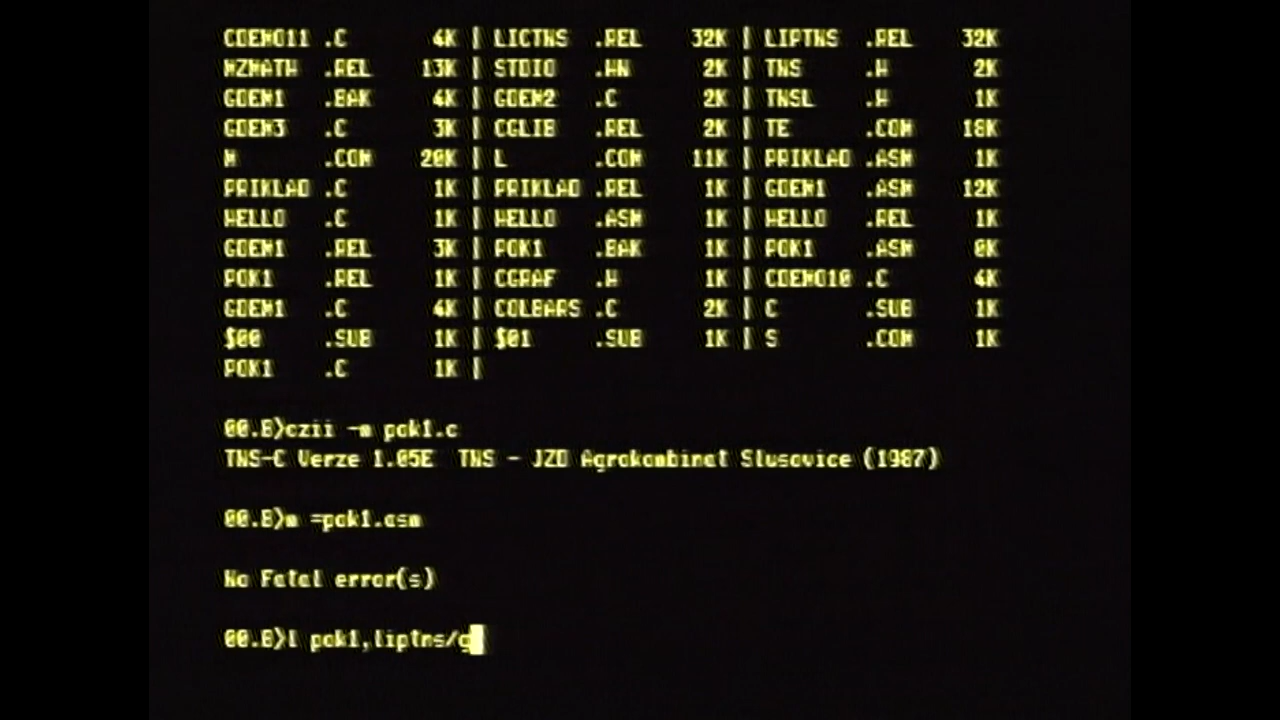 CDEMO11 .C 4K | LICTNS .REL 32K | LIPTNS .REL 32K
MZMATH .REL 13K | STDIO .HN 2K | TNS .H 2K
GDEM1 .BAK 4K | GDEM2 .C 2K | TNSL .H 1K
GDEM3 .C 3K | CGLIB .REL 2K | TE .COM 18K
M .COM 20K | L .COM 11K | PRIKLAD .ASM 1K
PRIKLAD .C 1K | PRIKLAD .REL 1K | GDEM1 .ASM 12K
HELLO .C 1K | HELLO .ASM 1K | HELLO .REL 1K
GDEM1 .REL 3K | POK1 .BAK 1K | POK1 .ASM 0K
POK1 .REL 1K | CGRAF .H 1K | CDEMO10 .C 4K
GDEM1 .C 4K | COLBARS .C 2K | C .SUB 1K
$00 .SUB 1K | $01 .SUB 1K | S .COM 1K
POK1 .C 1K |
00.B>czii -m pok1.c
TNS-C Verze 1.05E TNS - JZD Agrokombinat Slusovice (1987)
00.B>m =pok1.asm
No Fatal error(s)
00.B>l pok1,liptns/g